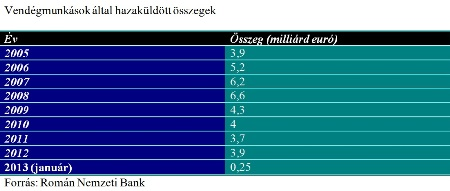 Vendégmunkások által hazaküldött összegek
Év Összeg (milliárd euró)
2005 3,9
2006 5,2
2007 6,2
2008 6,6
2009 4,3
2010 4
2011 3,7
2012 3,9
2013 (január) 0,25
Forrás: Román Nemzeti Bank